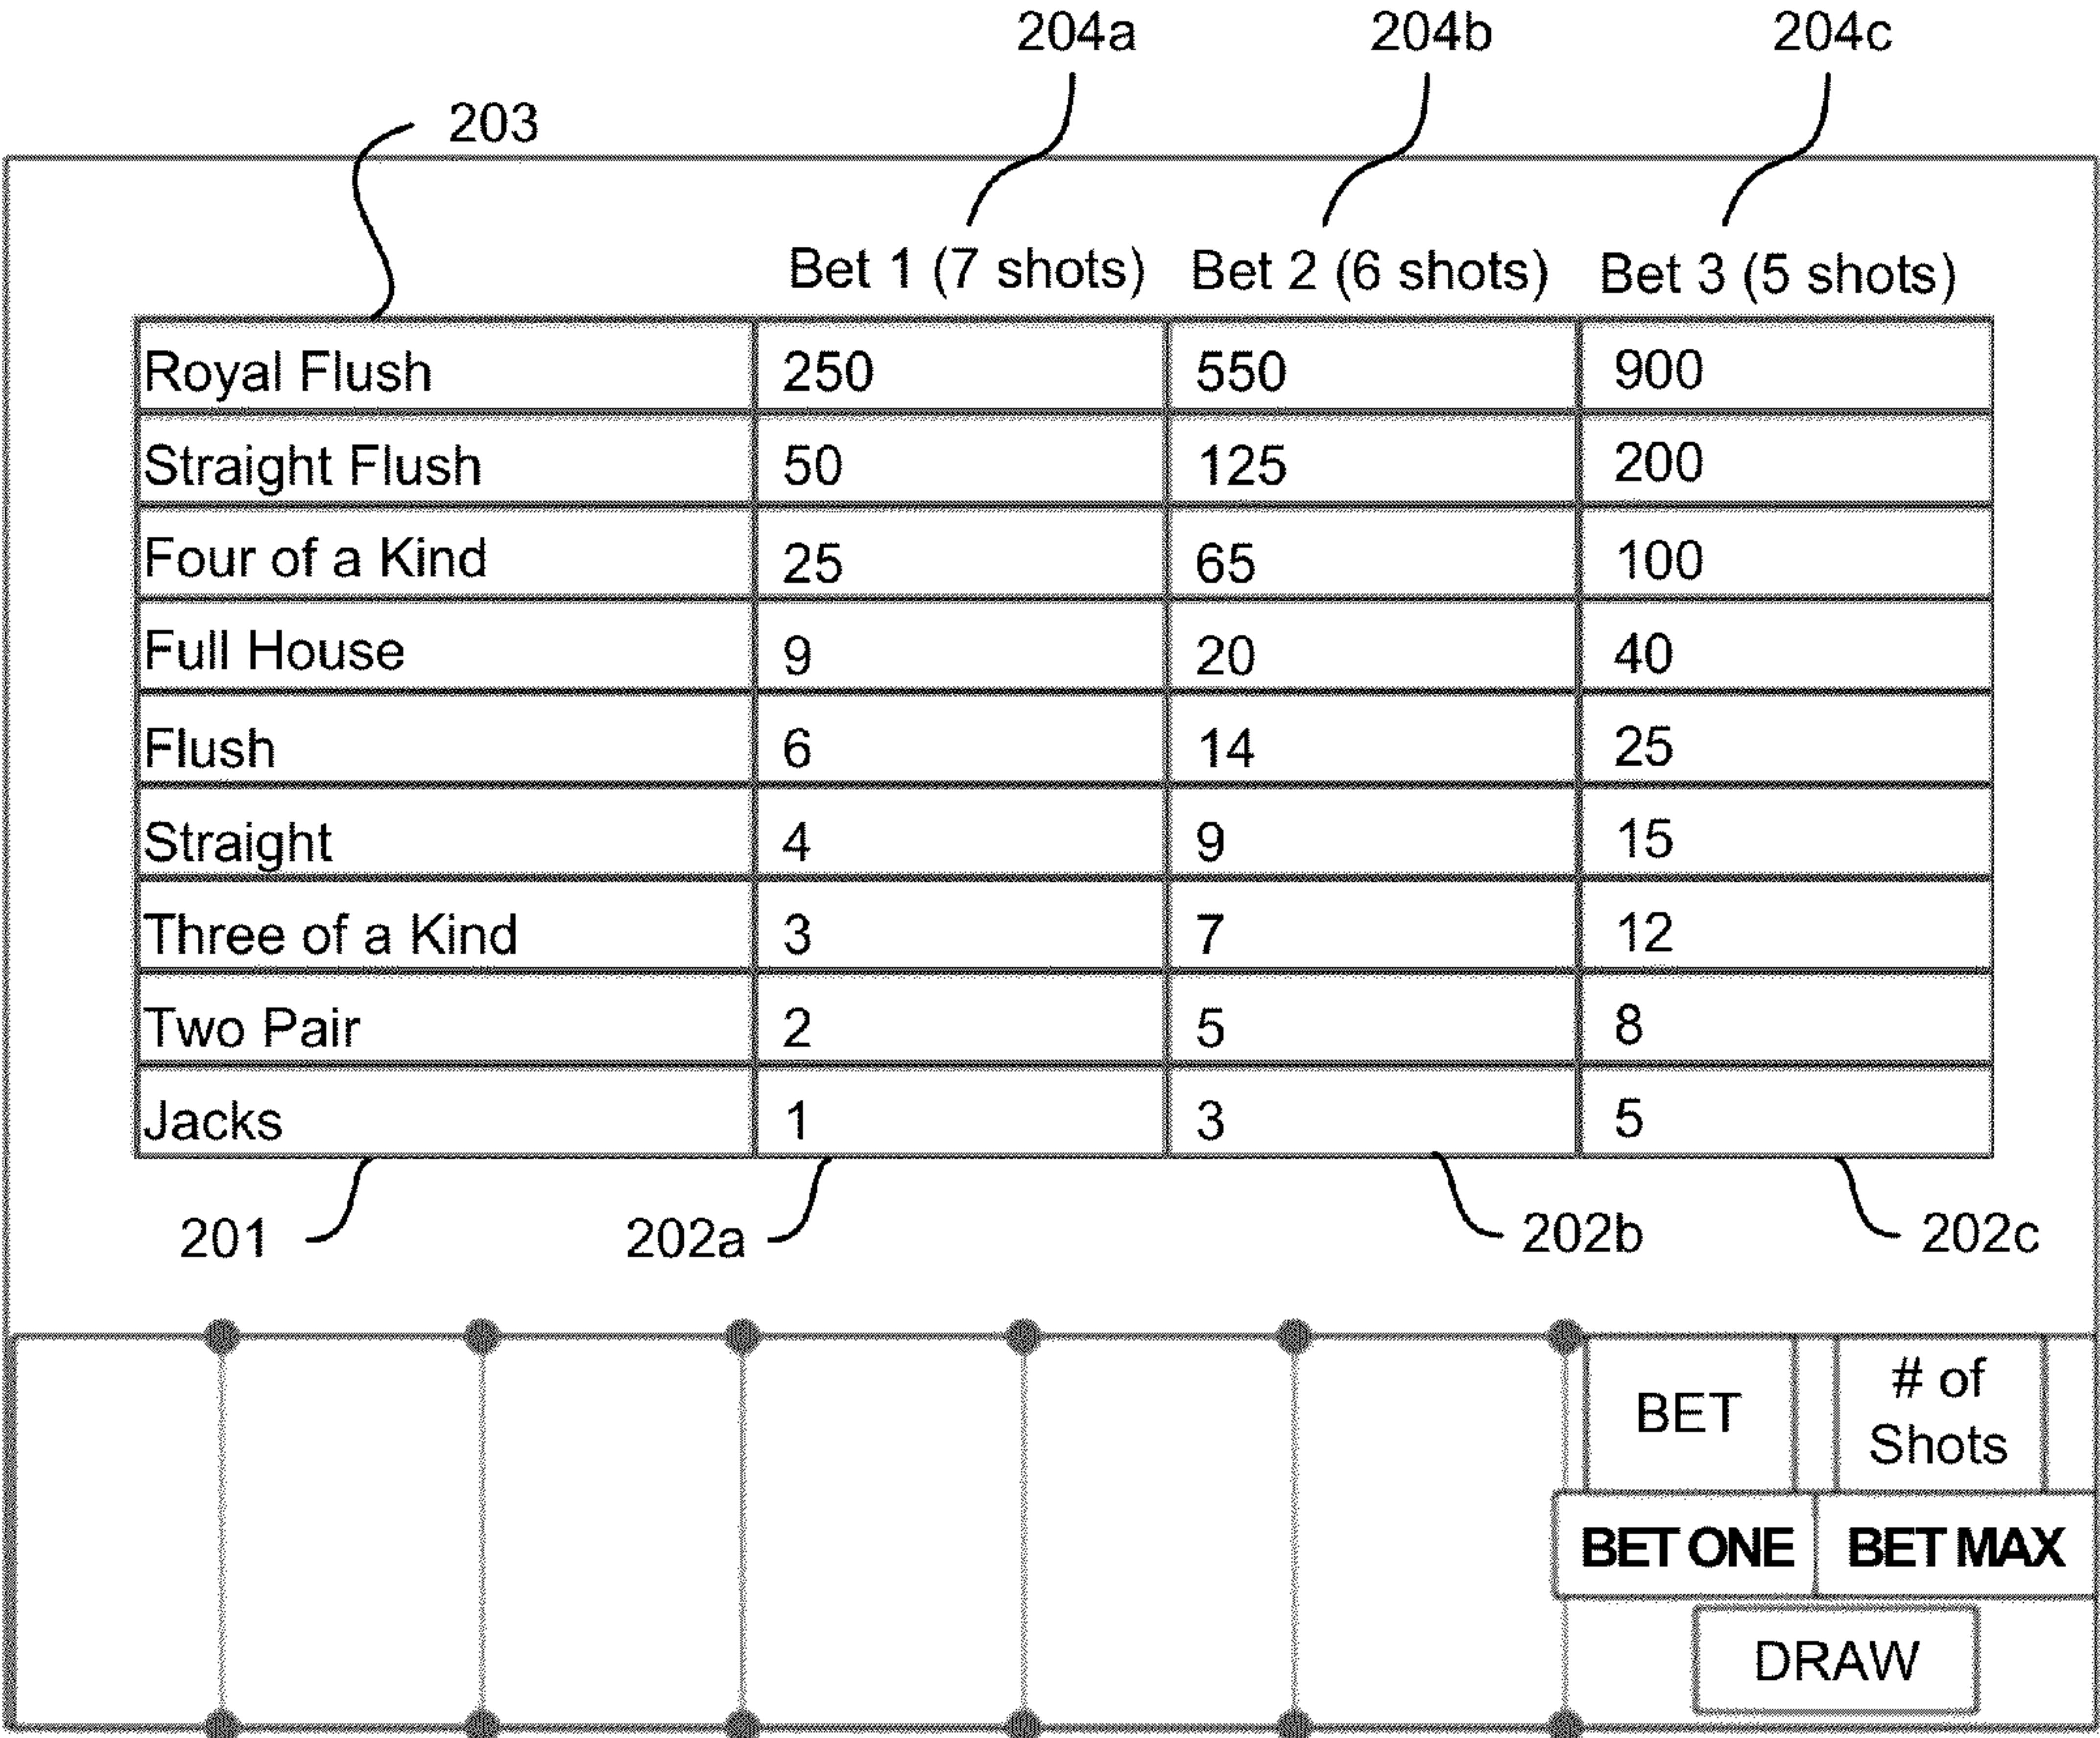 204a 204b 204c
203
Bet 1 (7 shots) Bet 2 (6 shots) Bet 3 (5 shots)
Royal Flush 250 550 900
Straight Flush 50 125 200
Four of a Kind 25 65 100
Full House 9 20 40
Flush 6 14 25
Straight 4 9 15
Three of a Kind 3 7 12
Two Pair 2 5 8
Jacks 1 3 5
201 202a 202b 202c
BET # of
Shots
BET ONE BET MAX
DRAW